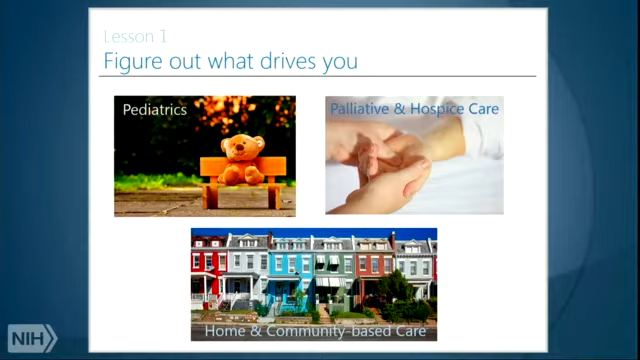 Lesson 1
Figure out what drives you
Pediatrics
Palliative & Hospice Care
Home & Community-based Care
NIH